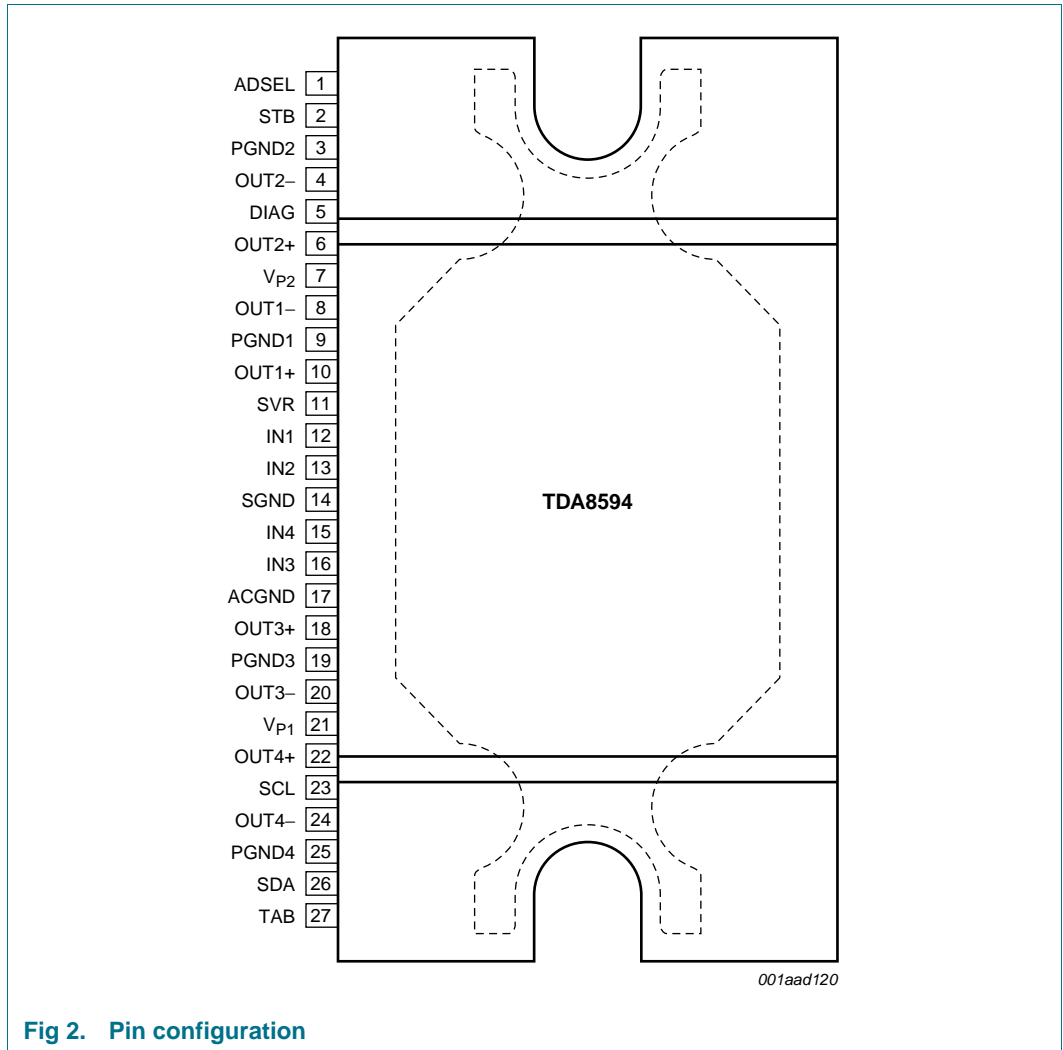 ADSEL 1
STB 2
PGND2 3
OUT2− 4
DIAG 5
OUT2+ 6
VP2 7
OUT1− 8
PGND1 9
OUT1+ 10
SVR 11
IN1 12
IN2 13
SGND 14
TDA8594
IN4 15
IN3 16
ACGND 17
OUT3+ 18
PGND3 19
OUT3− 20
VP1 21
OUT4+ 22
SCL 23
OUT4− 24
PGND4 25
SDA 26
TAB 27
001aad120
Fig 2. Pin configuration